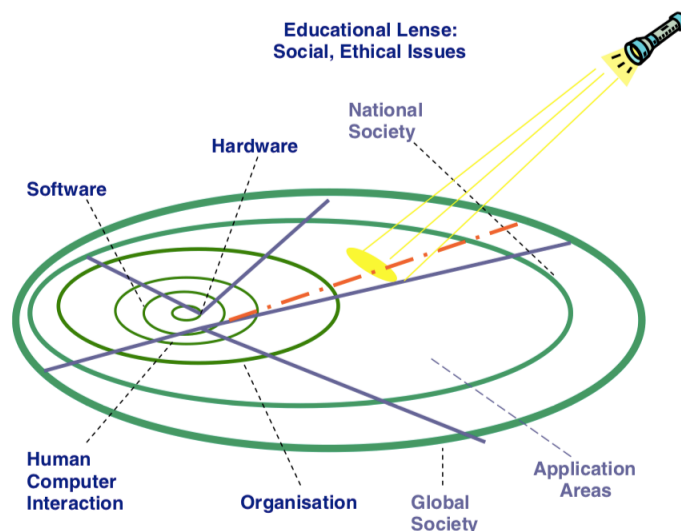 Educational Lense:
Social, Ethical Issues
National
Society
Hardware
Software
Human
Computer
Interaction
Organisation
Global
Society
Application
Areas